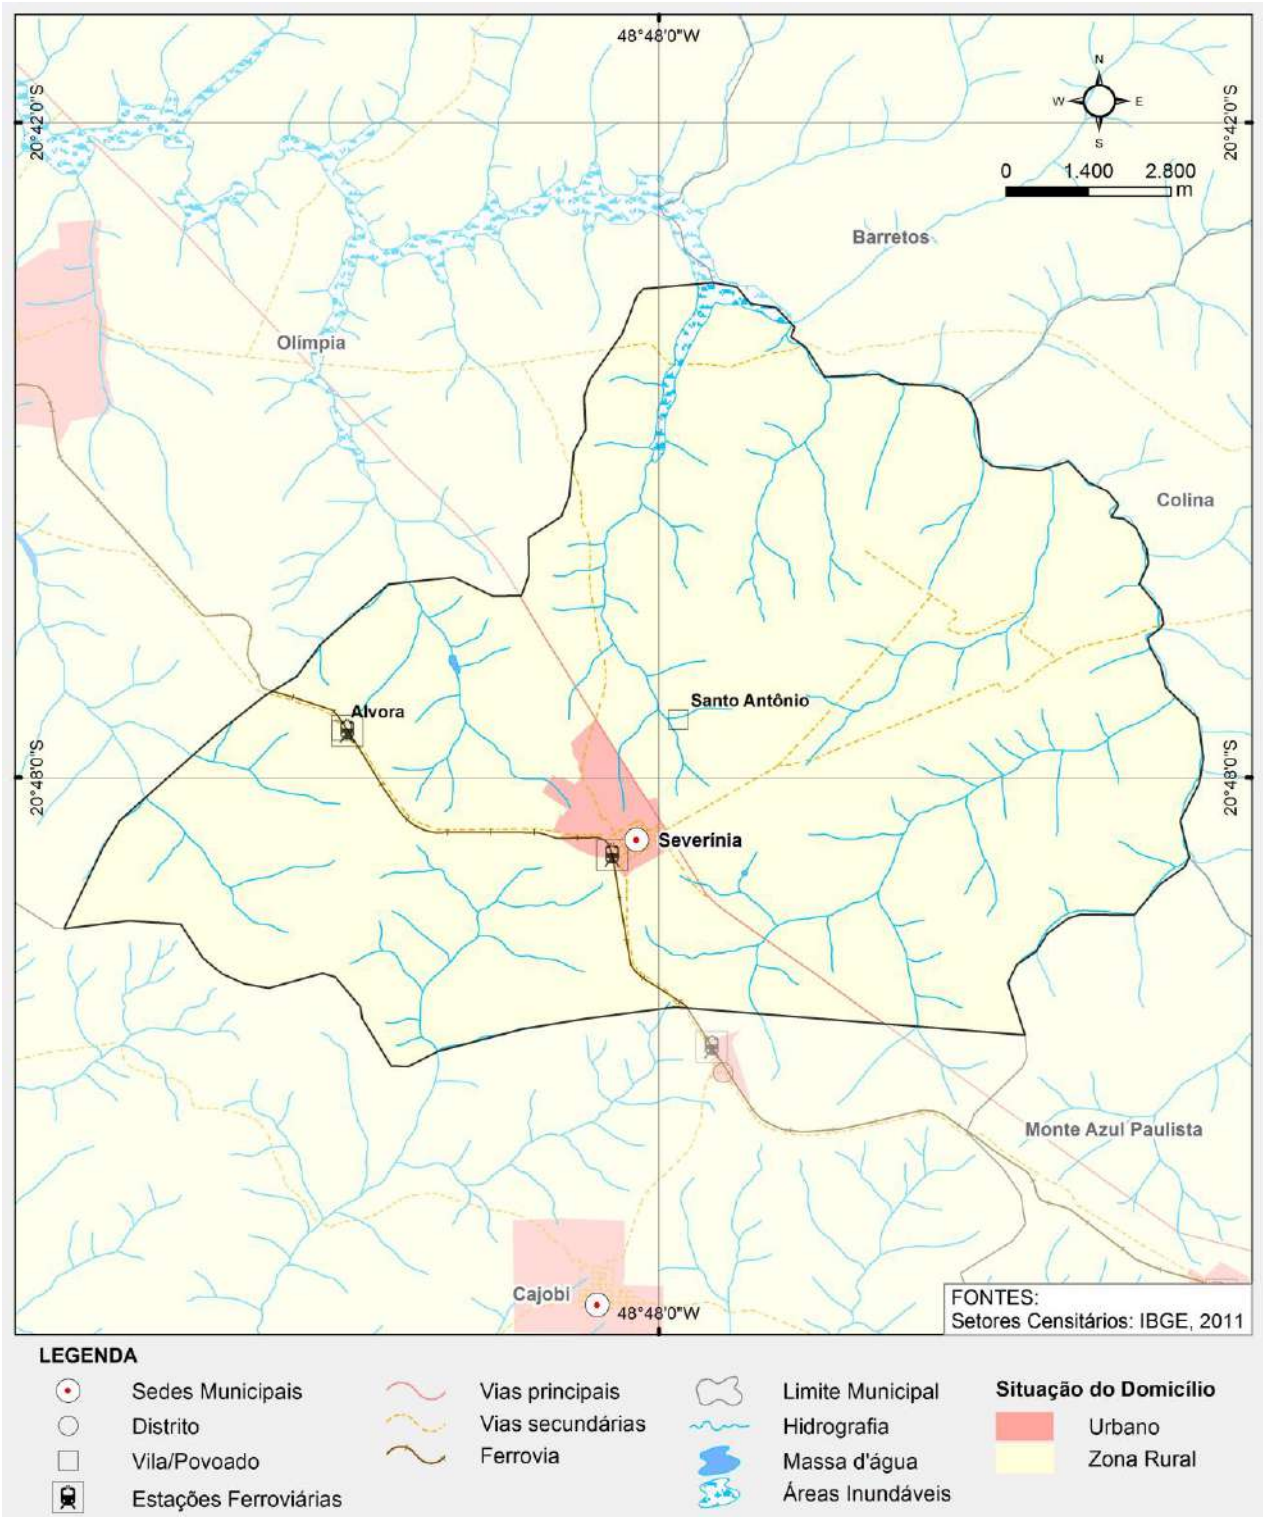 48°48'0"W
N
W
E
S
20°42'0"S
20°42'0"S
0 1.400 2.800
m
Barretos
Olímpia
Colina
Santo Antônio
Alvora
20°48'0"S
20°48'0"S
Severínia
Monte Azul Paulista
Cajobi
48°48'0"W
FONTES:
Setores Censitários: IBGE, 2011
LEGENDA
Sedes Municipais
Distrito
Vila/Povoado
Estações Ferroviárias
Vias principais
Vias secundárias
Ferrovia
Limite Municipal
Hidrografia
Massa d'água
Áreas Inundáveis
Situação do Domicílio
Urbano
Zona Rural